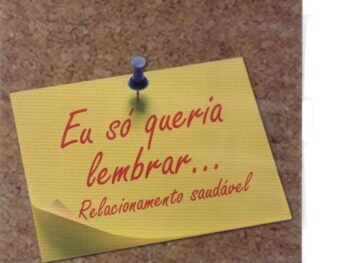 Eu só queria
lembrar...
Relacionamento saudável